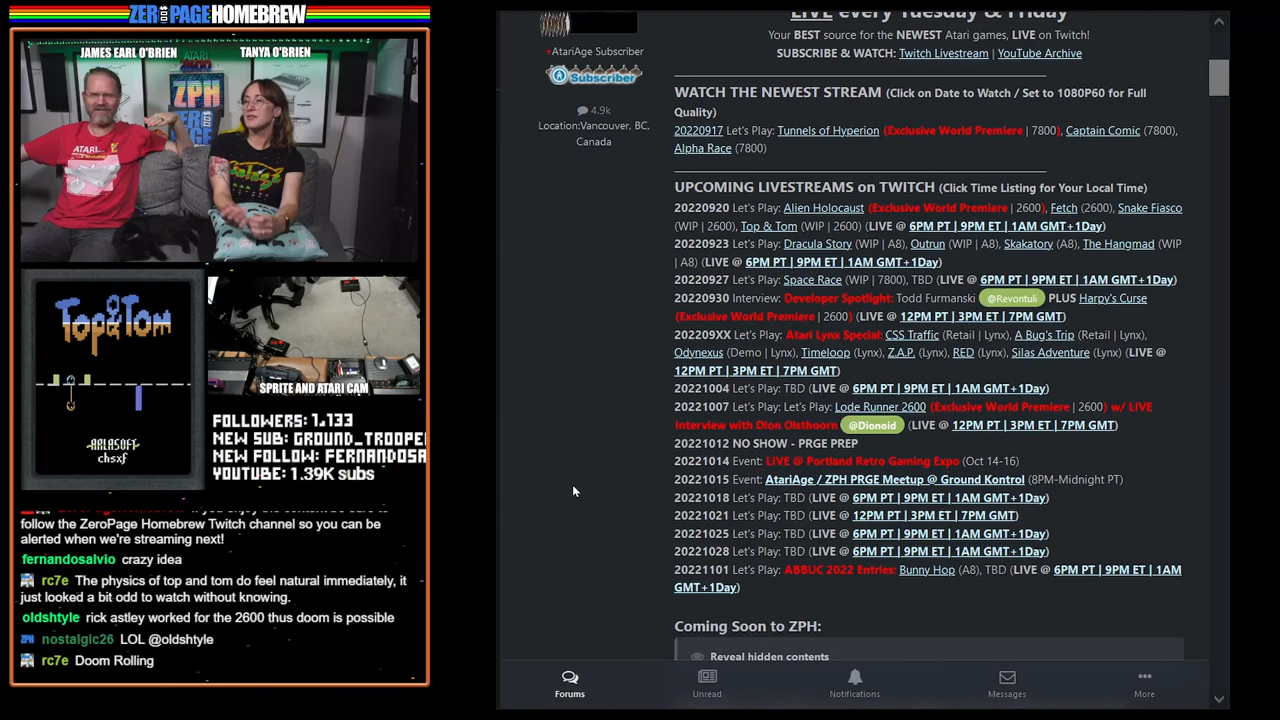 ZEROPAGE HOMEBREW
JAMES EARL O'BRIEN
TANYA O'BRIEN
ATARI
ZPH
Top & Tom
ARLASOFT
chsxf
SPRITE AND ATARI CAM
FOLLOWERS: 1,133
NEW SUB: GROUND_TROOPE
NEW FOLLOW: FERNANDOSA
YOUTUBE: 1.39K subs
follow the ZeroPage Homebrew Twitch channel so you can be
alerted when we're streaming next!
fernandosalvio crazy idea
rc7e The physics of top and tom do feel natural immediately, it
just looked a bit odd to watch without knowing.
oldshtyle rick astley worked for the 2600 thus doom is possible
ZPH nostalgic26 LOL @oldshtyle
rc7e Doom Rolling
+AtariAge Subscriber
Subscriber
4.9k
Location:Vancouver, BC,
Canada
LIVE every Tuesday & Friday
Your BEST source for the NEWEST Atari games, LIVE on Twitch!
SUBSCRIBE & WATCH: Twitch Livestream | YouTube Archive
WATCH THE NEWEST STREAM (Click on Date to Watch / Set to 1080P60 for Full
Quality)
20220917 Let's Play: Tunnels of Hyperion (Exclusive World Premiere | 7800), Captain Comic (7800),
Alpha Race (7800)
UPCOMING LIVESTREAMS on TWITCH (Click Time Listing for Your Local Time)
20220920 Let's Play: Alien Holocaust (Exclusive World Premiere | 2600), Fetch (2600), Snake Fiasco
(WIP | 2600), Top & Tom (WIP | 2600) (LIVE @ 6PM PT | 9PM ET | 1AM GMT+1Day)
20220923 Let's Play: Dracula Story (WIP | A8), Outrun (WIP | A8), Skakatory (A8), The Hangmad (WIP
| A8) (LIVE @ 6PM PT | 9PM ET | 1AM GMT+1Day)
20220927 Let's Play: Space Race (WIP | 7800), TBD (LIVE @ 6PM PT | 9PM ET | 1AM GMT+1Day)
20220930 Interview: Developer Spotlight: Todd Furmanski @Revontuli PLUS Harpy's Curse
(Exclusive World Premiere | 2600) (LIVE @ 12PM PT | 3PM ET | 7PM GMT)
202209XX Let's Play: Atari Lynx Special: CSS Traffic (Retail | Lynx), A Bug's Trip (Retail | Lynx),
Odynexus (Demo | Lynx), Timeloop (Lynx), Z.A.P. (Lynx), RED (Lynx), Silas Adventure (Lynx) (LIVE @
12PM PT | 3PM ET | 7PM GMT)
20221004 Let's Play: TBD (LIVE @ 6PM PT | 9PM ET | 1AM GMT+1Day)
20221007 Let's Play: Let's Play: Lode Runner 2600 (Exclusive World Premiere | 2600) w/ LIVE
Interview with Dion Olsthoorn @Dionoid (LIVE @ 12PM PT | 3PM ET | 7PM GMT)
20221012 NO SHOW - PRGE PREP
20221014 Event: LIVE @ Portland Retro Gaming Expo (Oct 14-16)
20221015 Event: AtariAge / ZPH PRGE Meetup @ Ground Kontrol (8PM-Midnight PT)
20221018 Let's Play: TBD (LIVE @ 6PM PT | 9PM ET | 1AM GMT+1Day)
20221021 Let's Play: TBD (LIVE @ 12PM PT | 3PM ET | 7PM GMT)
20221025 Let's Play: TBD (LIVE @ 6PM PT | 9PM ET | 1AM GMT+1Day)
20221028 Let's Play: TBD (LIVE @ 6PM PT | 9PM ET | 1AM GMT+1Day)
20221101 Let's Play: ABBUC 2022 Entries: Bunny Hop (A8), TBD (LIVE @ 6PM PT | 9PM ET | 1AM
GMT+1Day)
Coming Soon to ZPH:
Reveal hidden contents
Forums
Unread
Notifications
Messages
More